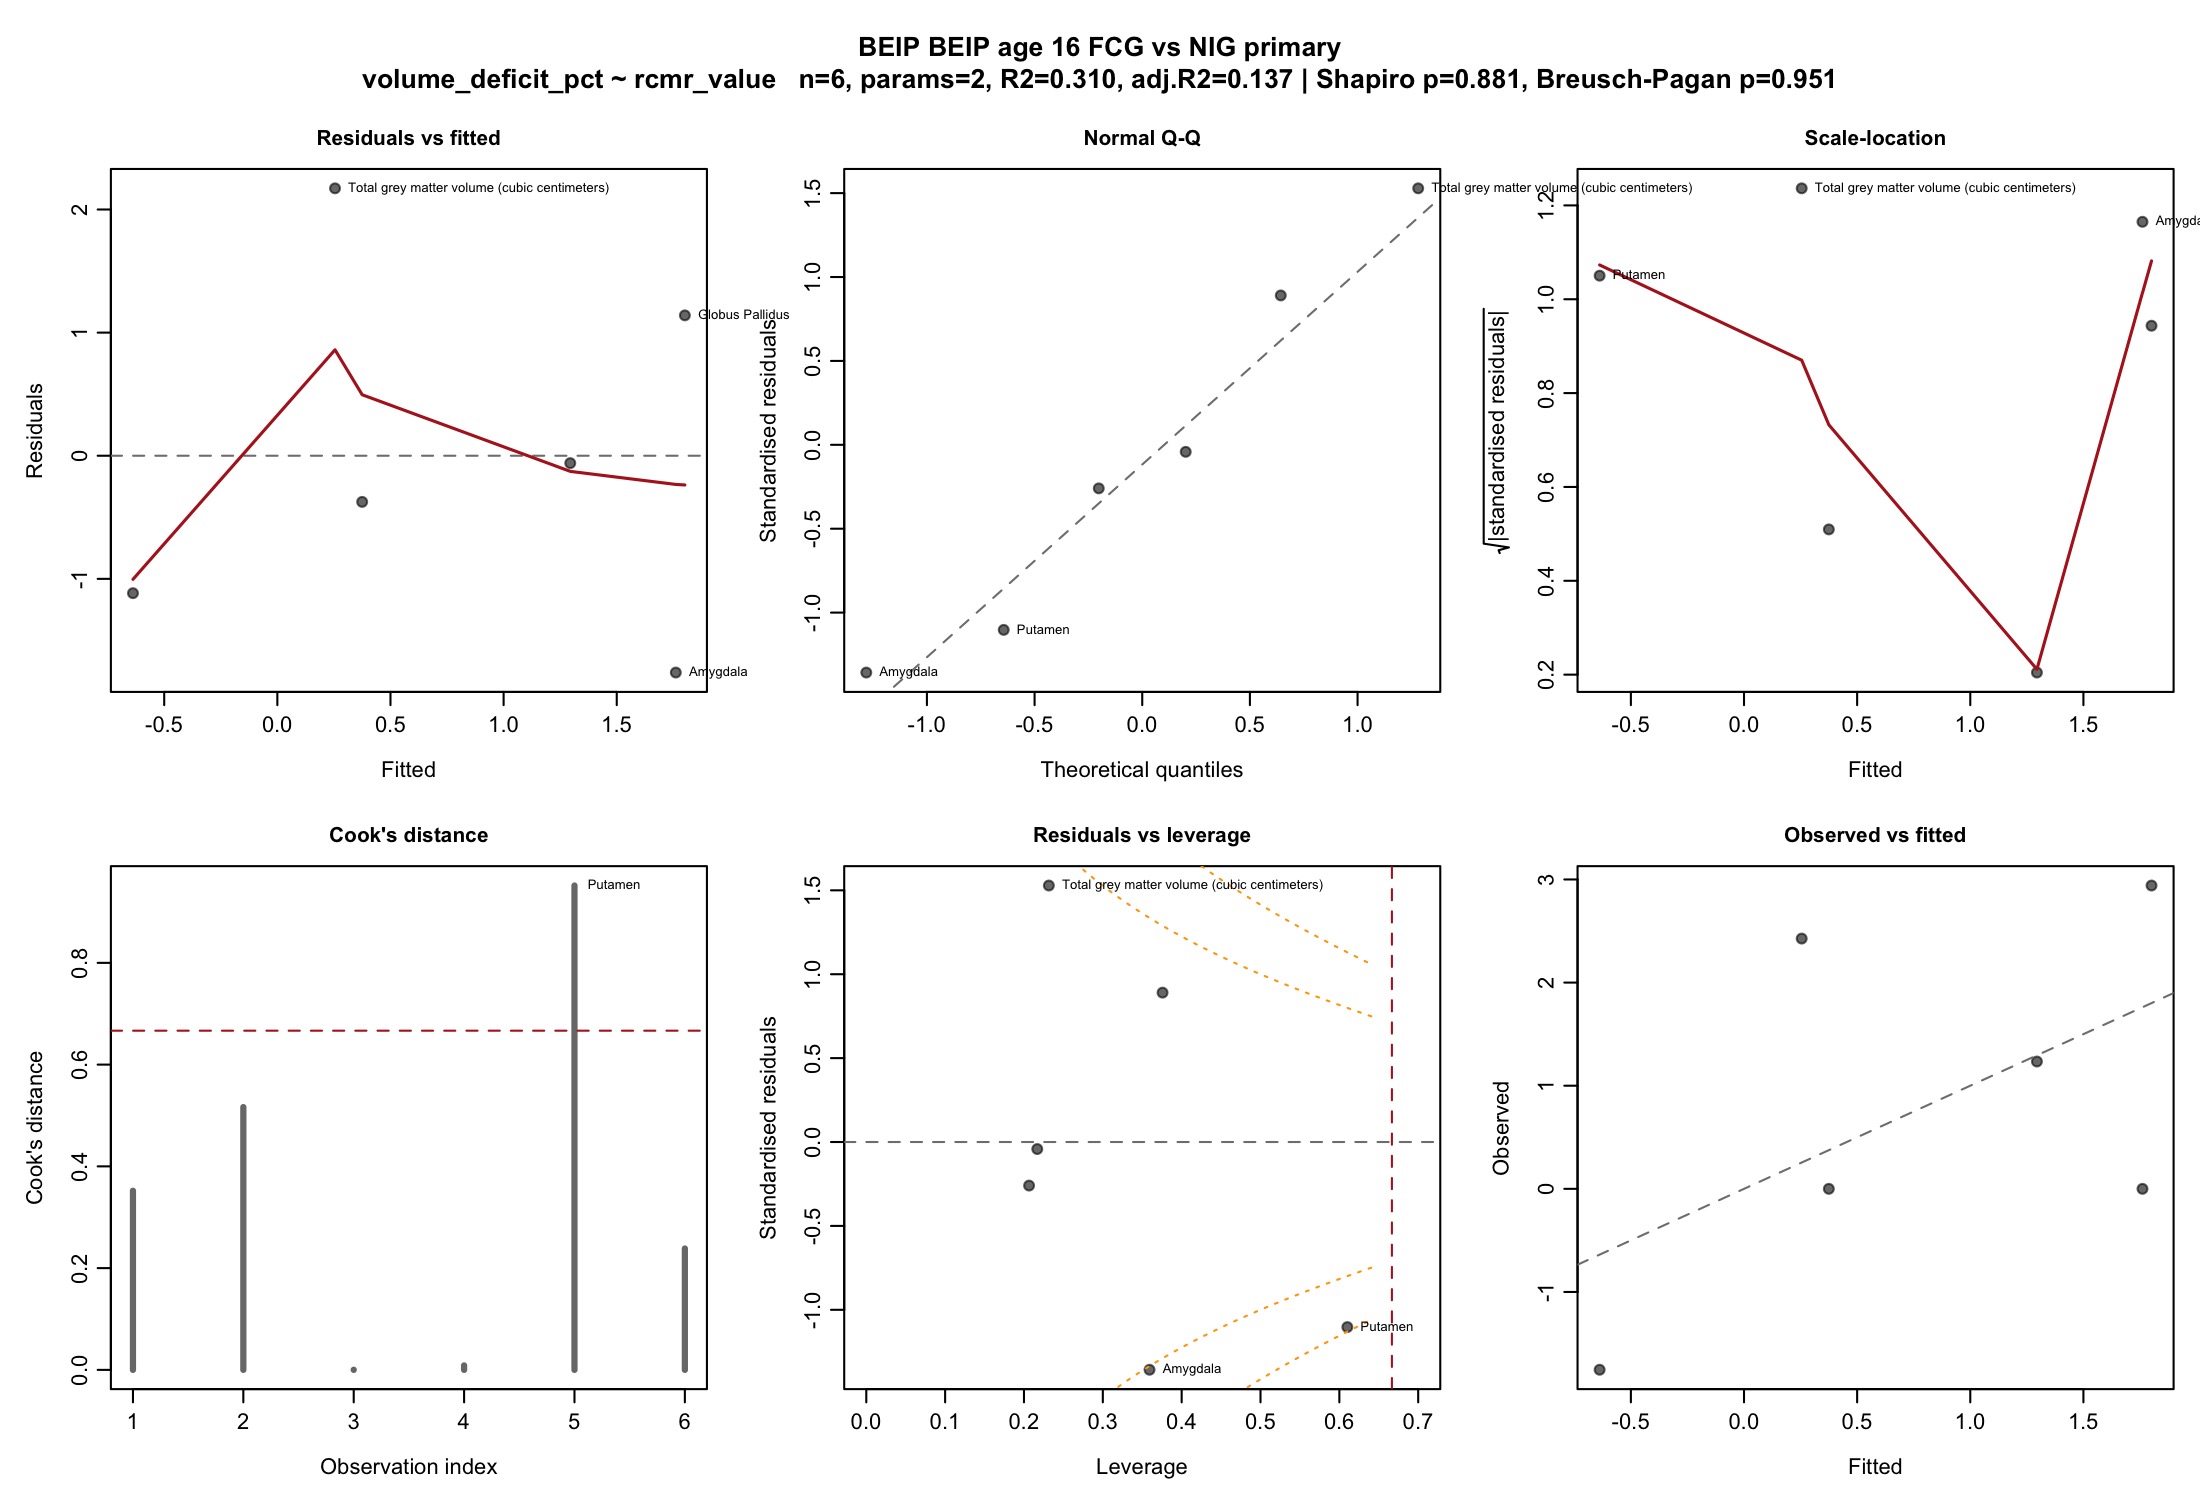 BEIP BEIP age 16 FCG vs NIG primary
volume_deficit_pct ~ rcmr_value   n=6, params=2, R2=0.310, adj.R2=0.137 | Shapiro p=0.881, Breusch-Pagan p=0.951
Residuals vs fitted
Residuals
2
1
0
-1
Total grey matter volume (cubic centimeters)
Globus Pallidus
Amygdala
-0.5 0.0 0.5 1.0 1.5
Fitted
Normal Q-Q
Standardised residuals
1.5
1.0
0.5
0.0
-0.5
-1.0
Total grey matter volume (cubic centimeters)
Putamen
Amygdala
-1.0 -0.5 0.0 0.5 1.0
Theoretical quantiles
Scale-location
√|standardised residuals|
1.2
1.0
0.8
0.6
0.4
0.2
Total grey matter volume (cubic centimeters)
Amygda
Putamen
-0.5 0.0 0.5 1.0 1.5
Fitted
Cook's distance
Cook's distance
0.8
0.6
0.4
0.2
0.0
Putamen
1 2 3 4 5 6
Observation index
Residuals vs leverage
Standardised residuals
1.5
1.0
0.5
0.0
-0.5
-1.0
Total grey matter volume (cubic centimeters)
Putamen
Amygdala
0.0 0.1 0.2 0.3 0.4 0.5 0.6 0.7
Leverage
Observed vs fitted
Observed
3
2
1
0
-1
-0.5 0.0 0.5 1.0 1.5
Fitted